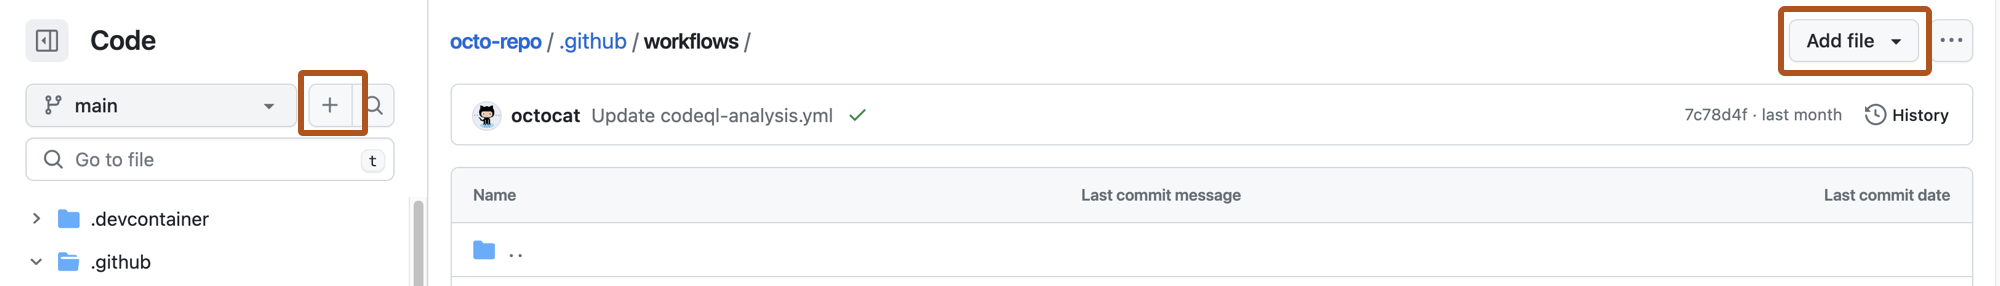 Code
octo-repo / .github / workflows /
Add file
main
octocat Update codeql-analysis.yml
7c78d4f · last month
History
Go to file
t
Name
Last commit message
Last commit date
.devcontainer
..
.github